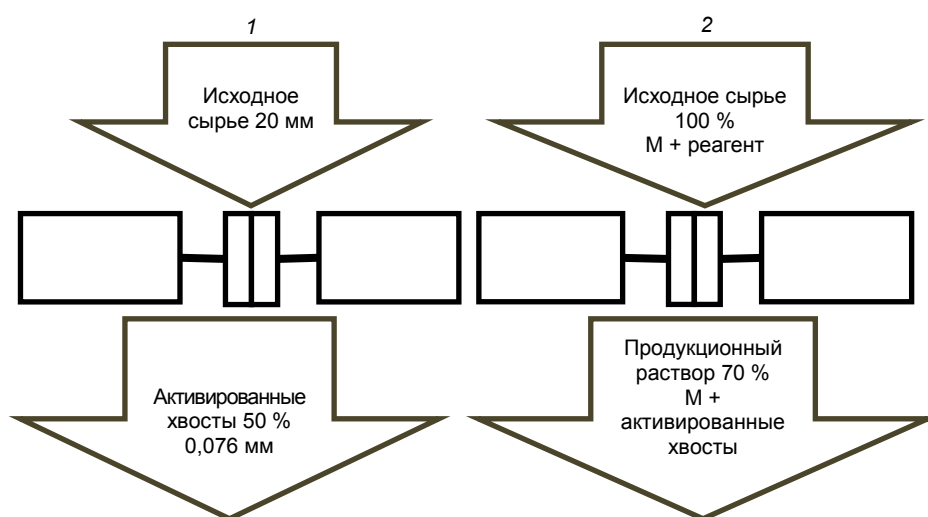 1
Исходное
сырье 20 мм
Активированные
хвосты 50 %
0,076 мм
2
Исходное сырье
100 %
М + реагент
Продукционный
раствор 70 %
М +
активированные
хвосты